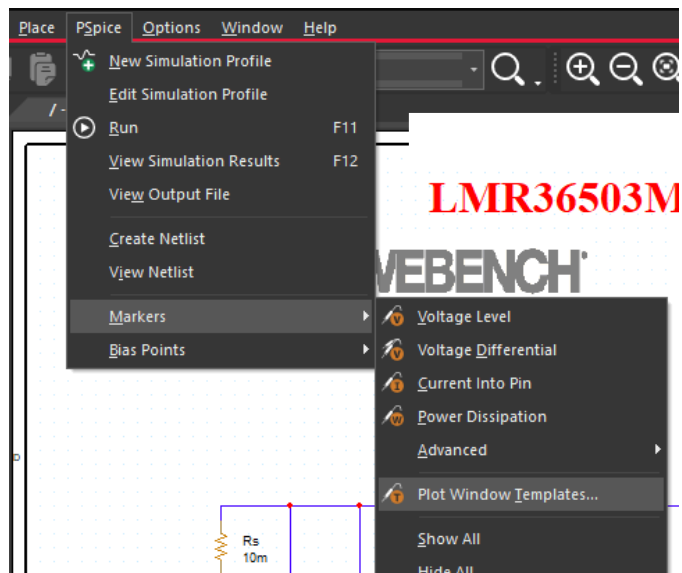 Place PSpice Options Window Help
New Simulation Profile
Edit Simulation Profile
/ -
Run F11
View Simulation Results F12
View Output File
LMR36503M
Create Netlist
View Netlist
WEBENCH
Markers
Voltage Level
Bias Points
Voltage Differential
Current Into Pin
Power Dissipation
Advanced
Plot Window Templates...
Rs
10m
Show All
Hide All